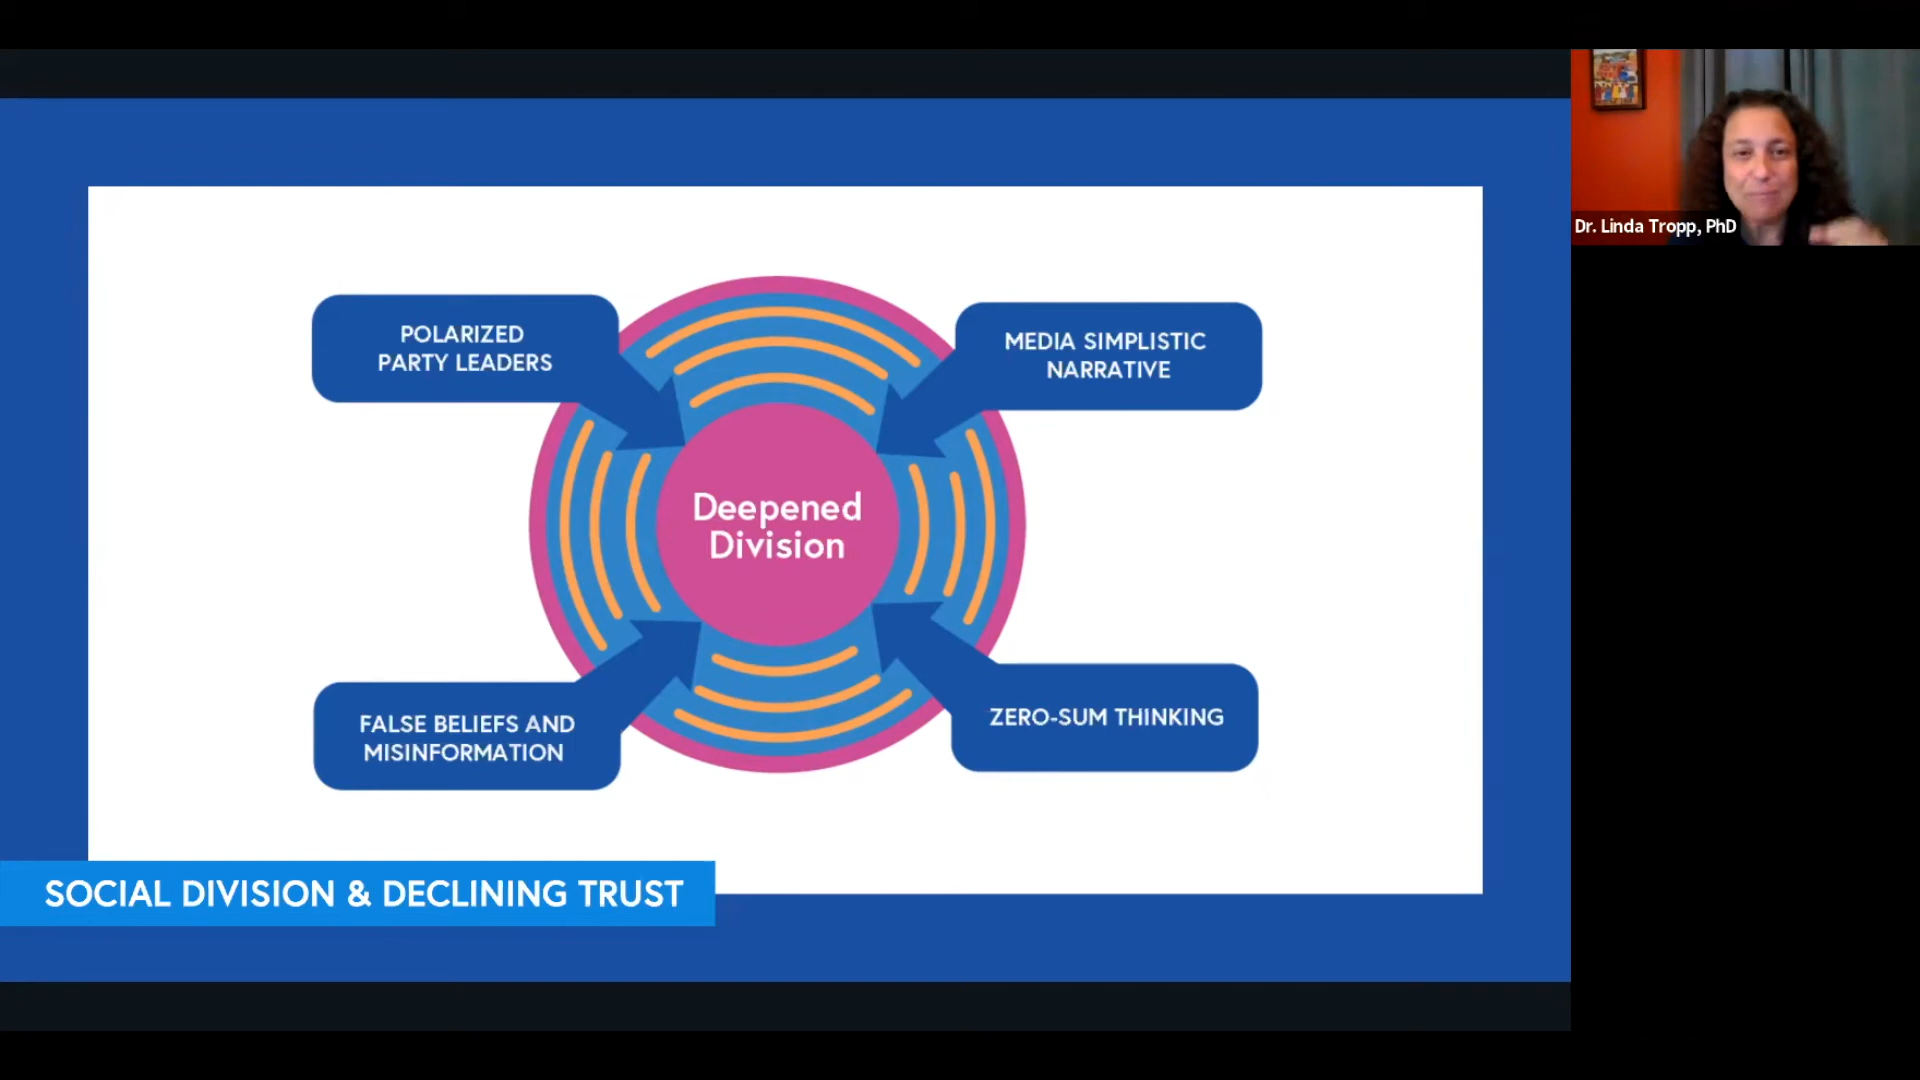 POLARIZED
PARTY LEADERS
MEDIA SIMPLISTIC
NARRATIVE
Deepened
Division
FALSE BELIEFS AND
MISINFORMATION
ZERO-SUM THINKING
SOCIAL DIVISION & DECLINING TRUST
Dr. Linda Tropp, PhD